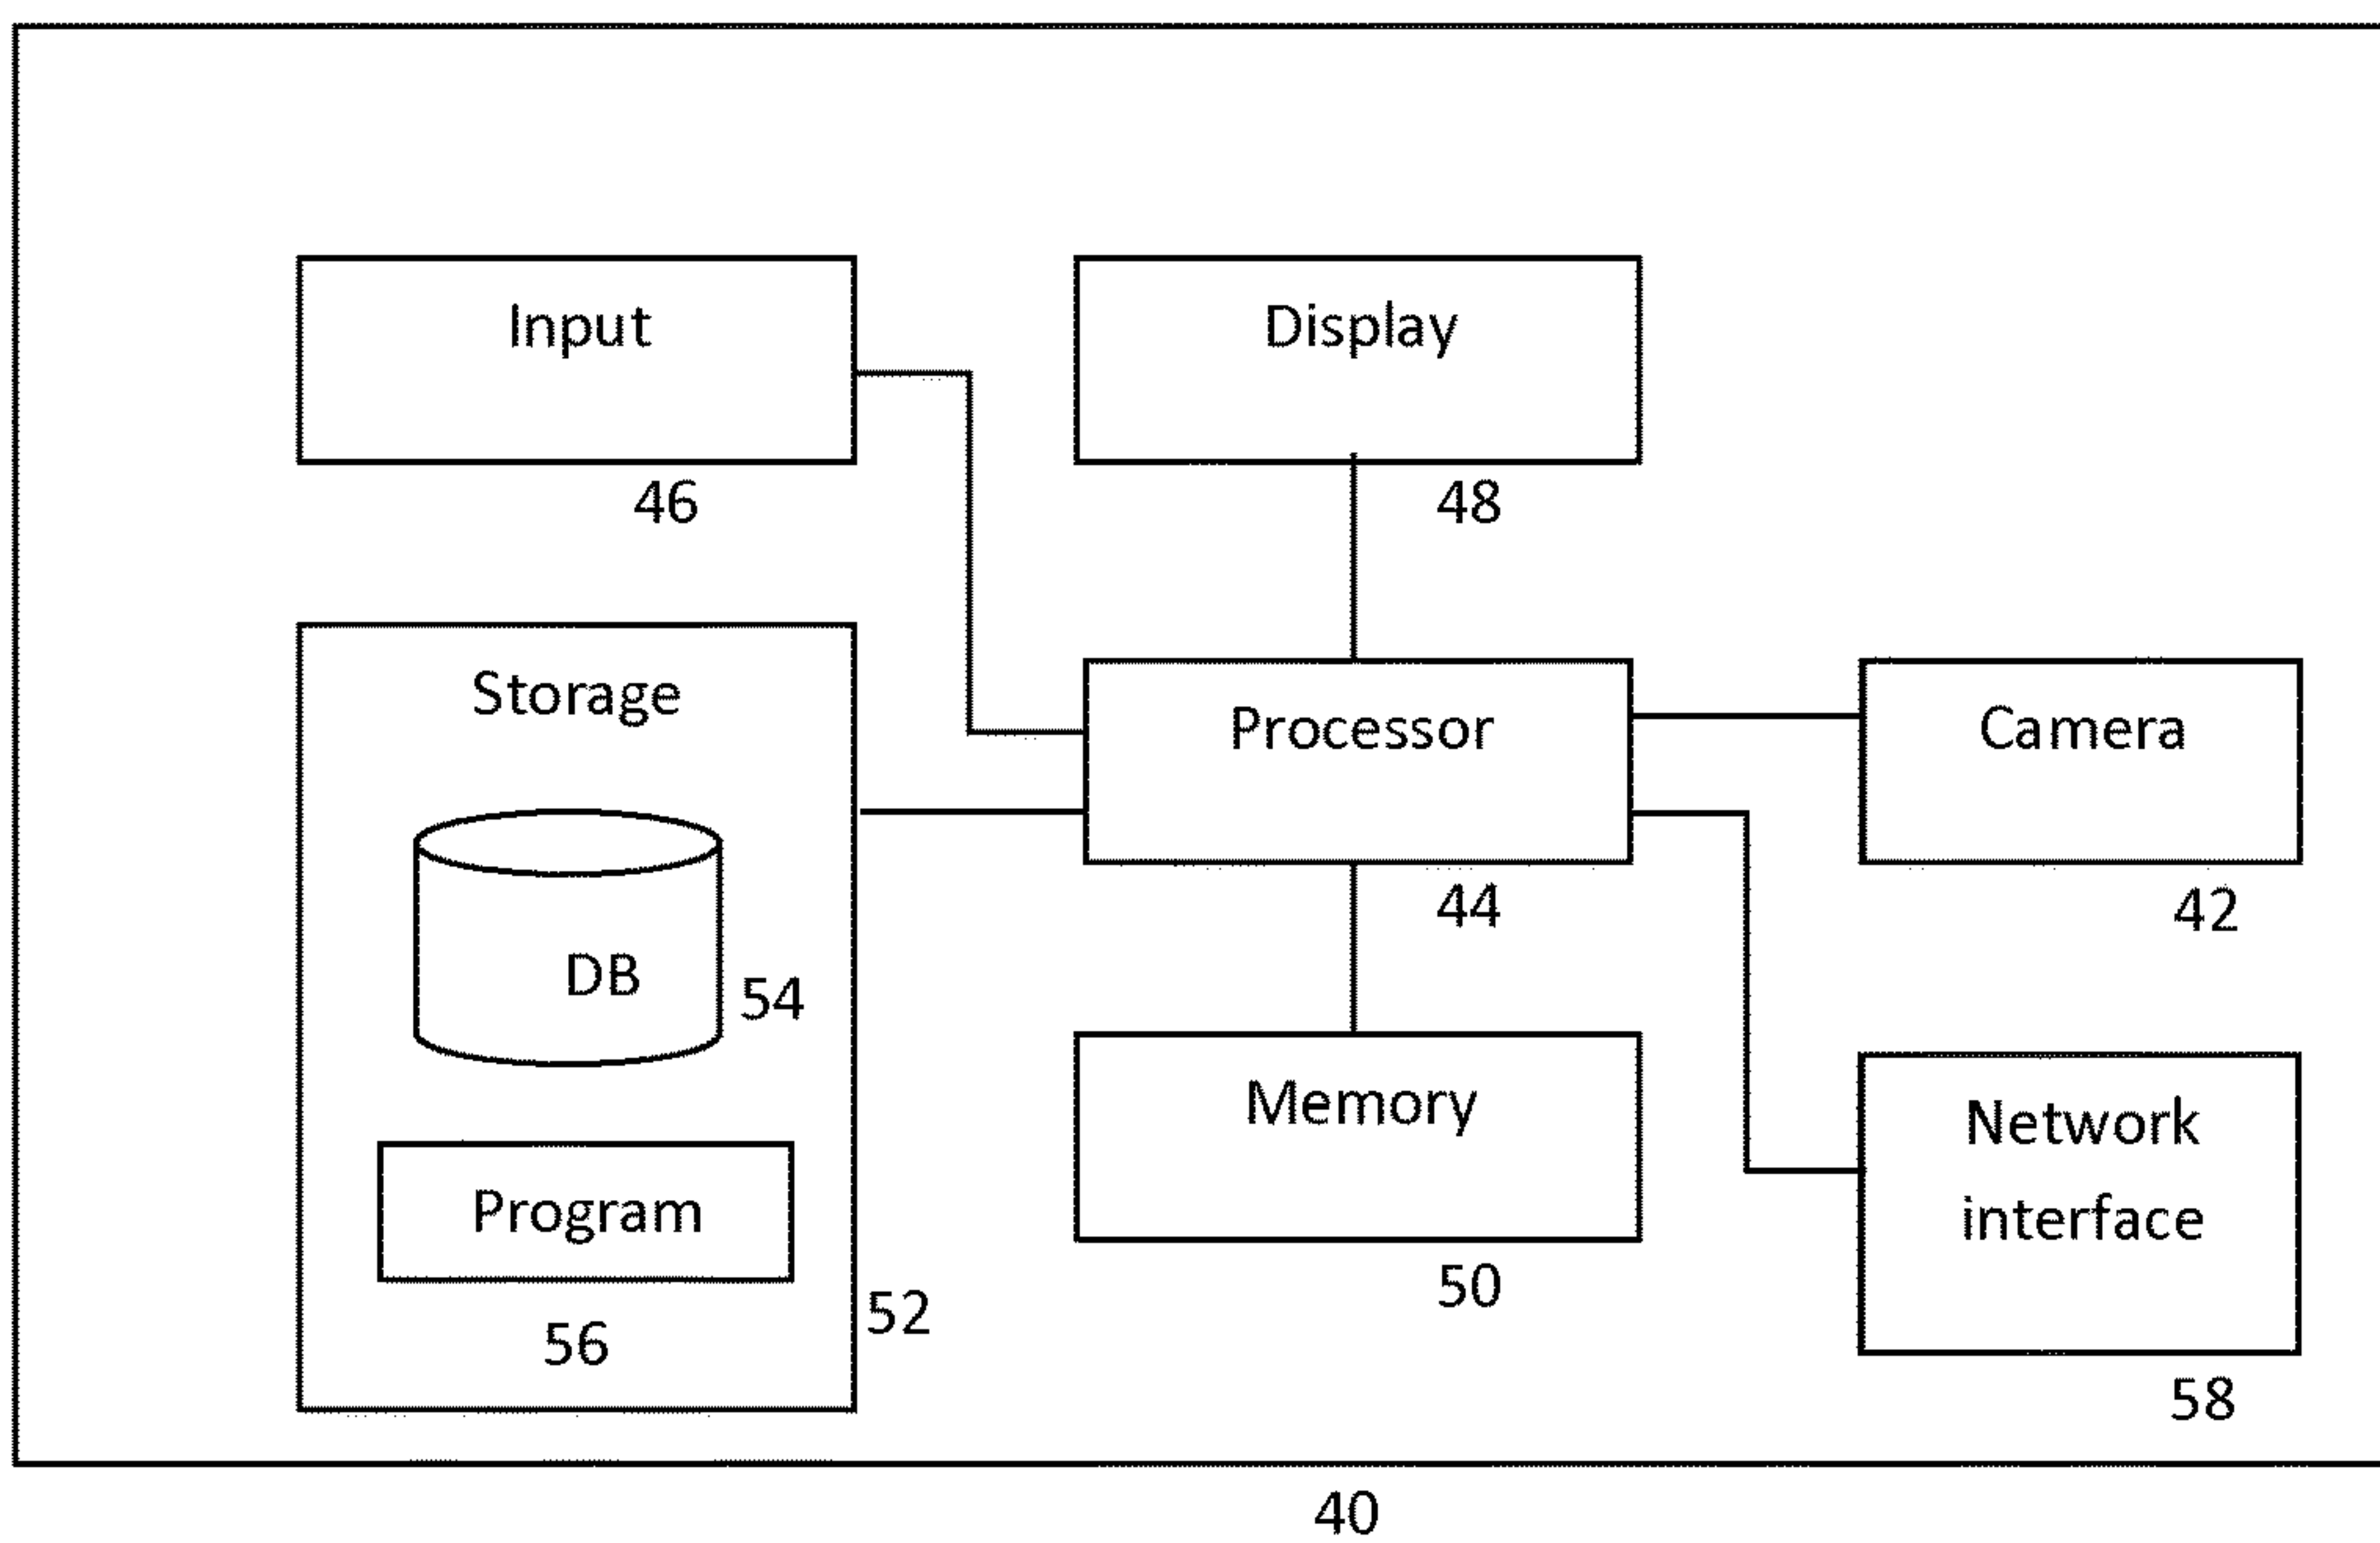 Input
46
Display
48
Storage
DB
54
Program
56
52
Processor
44
Camera
42
Memory
50
Network
interface
58
40